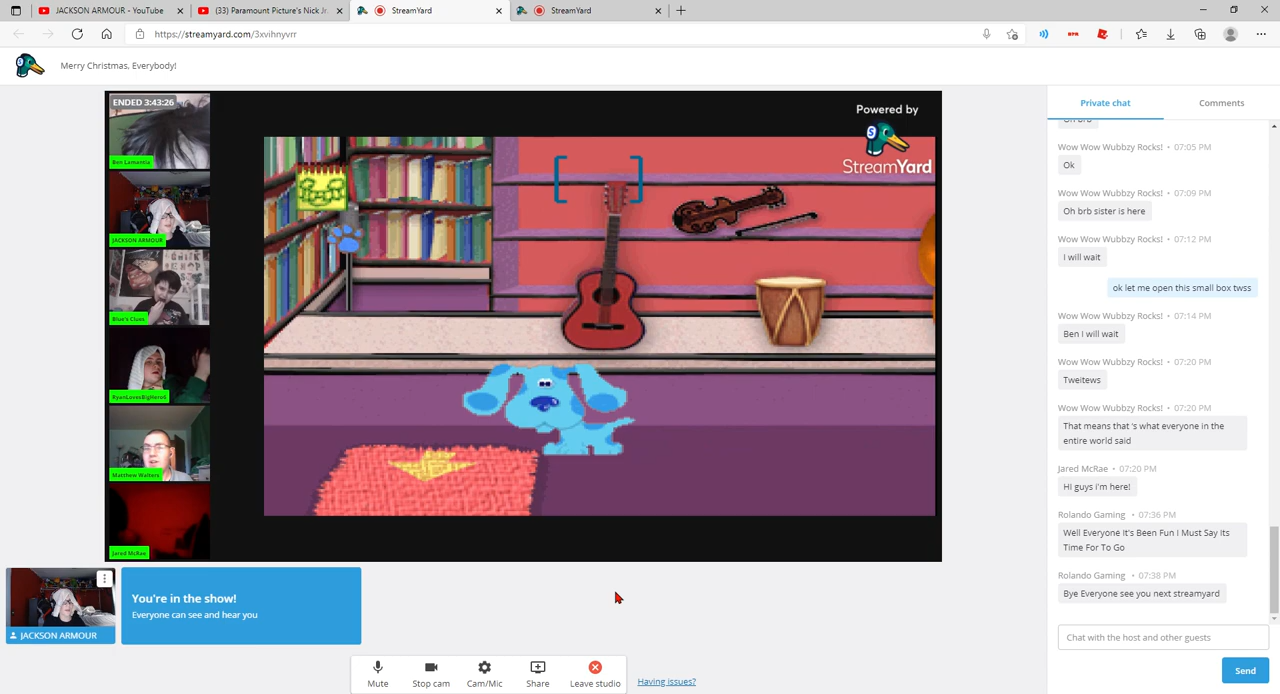 JACKSON ARMOUR - YouTube
(33) Paramount Picture's Nick Jr.
StreamYard
StreamYard
https://streamyard.com/3xvihnyvrr
Merry Christmas, Everybody!
ENDED 3:43:26
Ben Lamantia
JACKSON ARMOUR
Blue's Clues
RyanLovesBigHero6
Matthew Walters
Jared McRae
Powered by
StreamYard
Private chat
Comments
Oh brb
Wow Wow Wubbzy Rocks! • 07:05 PM
Ok
Wow Wow Wubbzy Rocks! • 07:09 PM
Oh brb sister is here
Wow Wow Wubbzy Rocks! • 07:12 PM
I will wait
ok let me open this small box twss
Wow Wow Wubbzy Rocks! • 07:14 PM
Ben I will wait
Wow Wow Wubbzy Rocks! • 07:20 PM
Tweitews
Wow Wow Wubbzy Rocks! • 07:20 PM
That means that 's what everyone in the
entire world said
Jared McRae • 07:20 PM
Hi guys i'm here!
Rolando Gaming • 07:36 PM
Well Everyone It's Been Fun I Must Say its
Time For To Go
Rolando Gaming • 07:38 PM
Bye Everyone see you next streamyard
Chat with the host and other guests
Send
JACKSON ARMOUR
You're in the show!
Everyone can see and hear you
Mute
Stop cam
Cam/Mic
Share
Leave studio
Having issues?